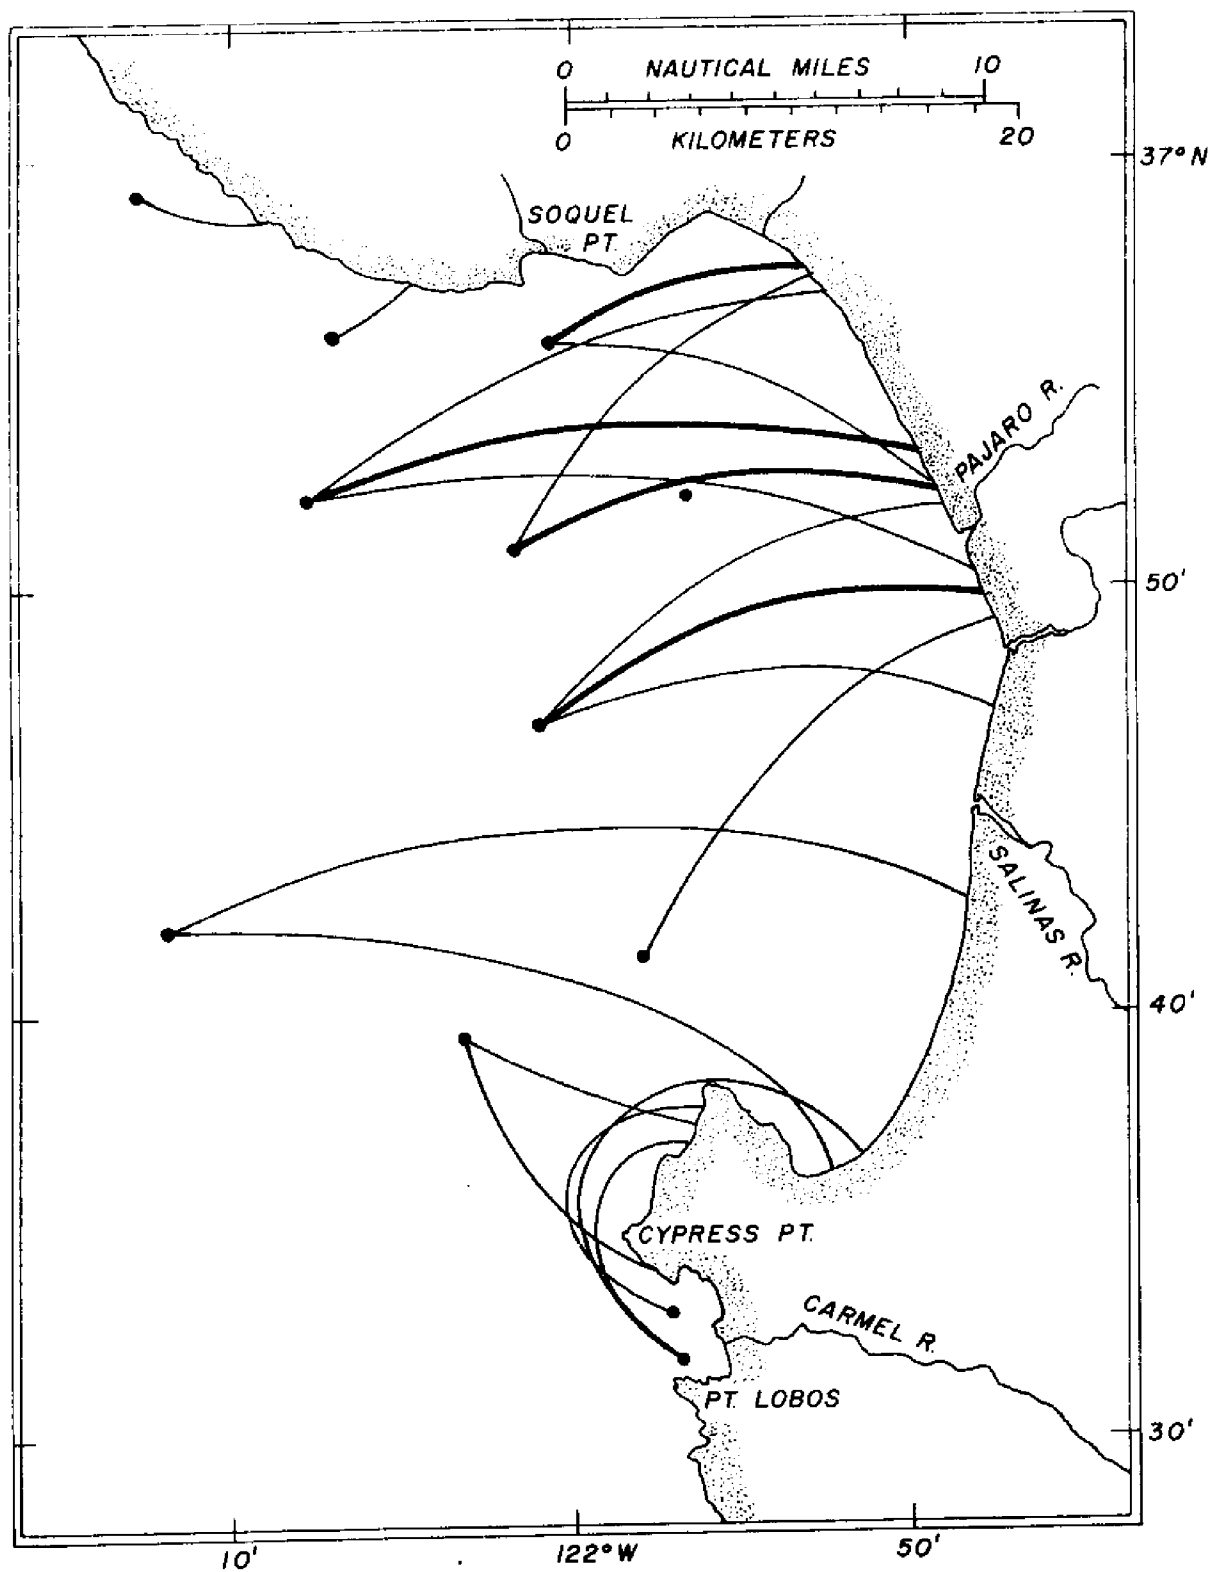 0 NAUTICAL MILES 10
0 KILOMETERS 20
37° N
SOQUEL
PT.
PAJARO R.
50'
SALINAS R.
40'
CYPRESS PT.
CARMEL R.
PT. LOBOS
30'
10' 122° W 50'